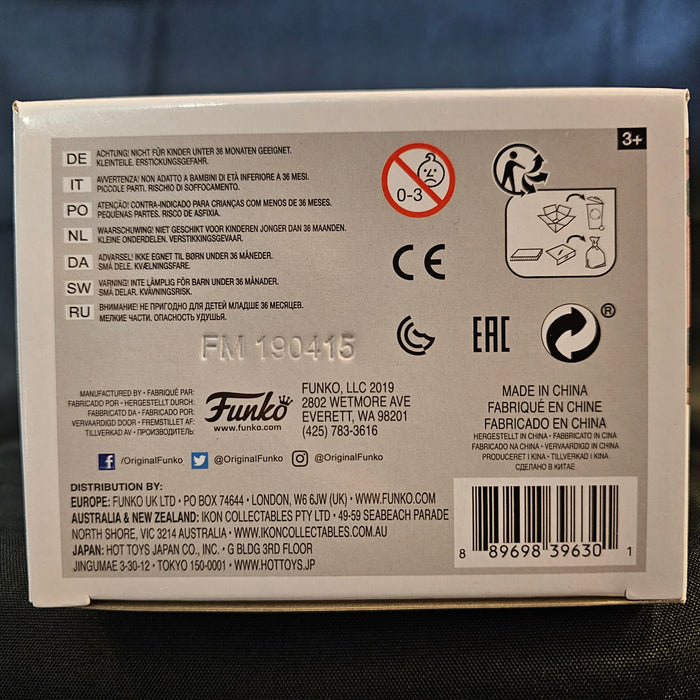 3+
DE ACHTUNG! NICHT FÜR KINDER UNTER 36 MONATEN GEEIGNET.
KLEINTEILE. ERSTICKUNGSGEFAHR.
IT AVVERTENZA! NON ADATTO A BAMBINI DI ETÀ INFERIORE A 36 MESI.
PICCOLE PARTI. RISCHIO DI SOFFOCAMENTO.
PO ATENÇÃO! CONTRA-INDICADO PARA CRIANÇAS COM MENOS DE 36 MESES.
PEQUENAS PARTES. RISCO DE ASFIXIA.
NL WAARSCHUWING! NIET GESCHIKT VOOR KINDEREN JONGER DAN 36 MAANDEN.
KLEINE ONDERDELEN. VERSTIKKINGSGEVAAR.
DA ADVARSEL! IKKE EGNET TIL BØRN UNDER 36 MÅNEDER.
SMÅ DELE. KVÆLNINGSFARE.
SW VARNING! INTE LÄMPLIG FÖR BARN UNDER 36 MÅNADER.
SMÅ DELAR. KVÄVNINGSRISK.
RU ВНИМАНИЕ! НЕ ПРИГОДНО ДЛЯ ДЕТЕЙ МЛАДШЕ 36 МЕСЯЦЕВ.
МЕЛКИЕ ЧАСТИ. ОПАСНОСТЬ УДУШЬЯ.
0-3
CE
EAC
®
FM 190415
MANUFACTURED BY • FABRIQUÉ PAR:
FABRICADO POR • HERGESTELLT DURCH:
FABBRICATO DA • FABRICADO POR:
VERVAARDIGD DOOR • FREMSTILLET AF:
TILLVERKAD AV • ПРОИЗВОДИТЕЛЬ:
Funko
www.funko.com
FUNKO, LLC 2019
2802 WETMORE AVE
EVERETT, WA 98201
(425) 783-3616
MADE IN CHINA
FABRIQUÉ EN CHINE
FABRICADO EN CHINA
HERGESTELLT IN CHINA • FABBRICATO IN CINA
FABRICADO NA CHINA • VERVAARDIGD IN CHINA
PRODUCERET I KINA • TILLVERKAD I KINA
СДЕЛАНО В КИТАЕ
f /OriginalFunko @OriginalFunko @OriginalFunko
DISTRIBUTION BY:
EUROPE: FUNKO UK LTD • PO BOX 74644 • LONDON, W6 6JW (UK) • WWW.FUNKO.COM
AUSTRALIA & NEW ZEALAND: IKON COLLECTABLES PTY LTD • 49-59 SEABEACH PARADE
NORTH SHORE, VIC 3214 AUSTRALIA • WWW.IKONCOLLECTABLES.COM.AU
JAPAN: HOT TOYS JAPAN CO., INC. • G BLDG 3RD FLOOR
JINGUMAE 3-30-12 • TOKYO 150-0001 • WWW.HOTTOYS.JP
8 89698 39630 1